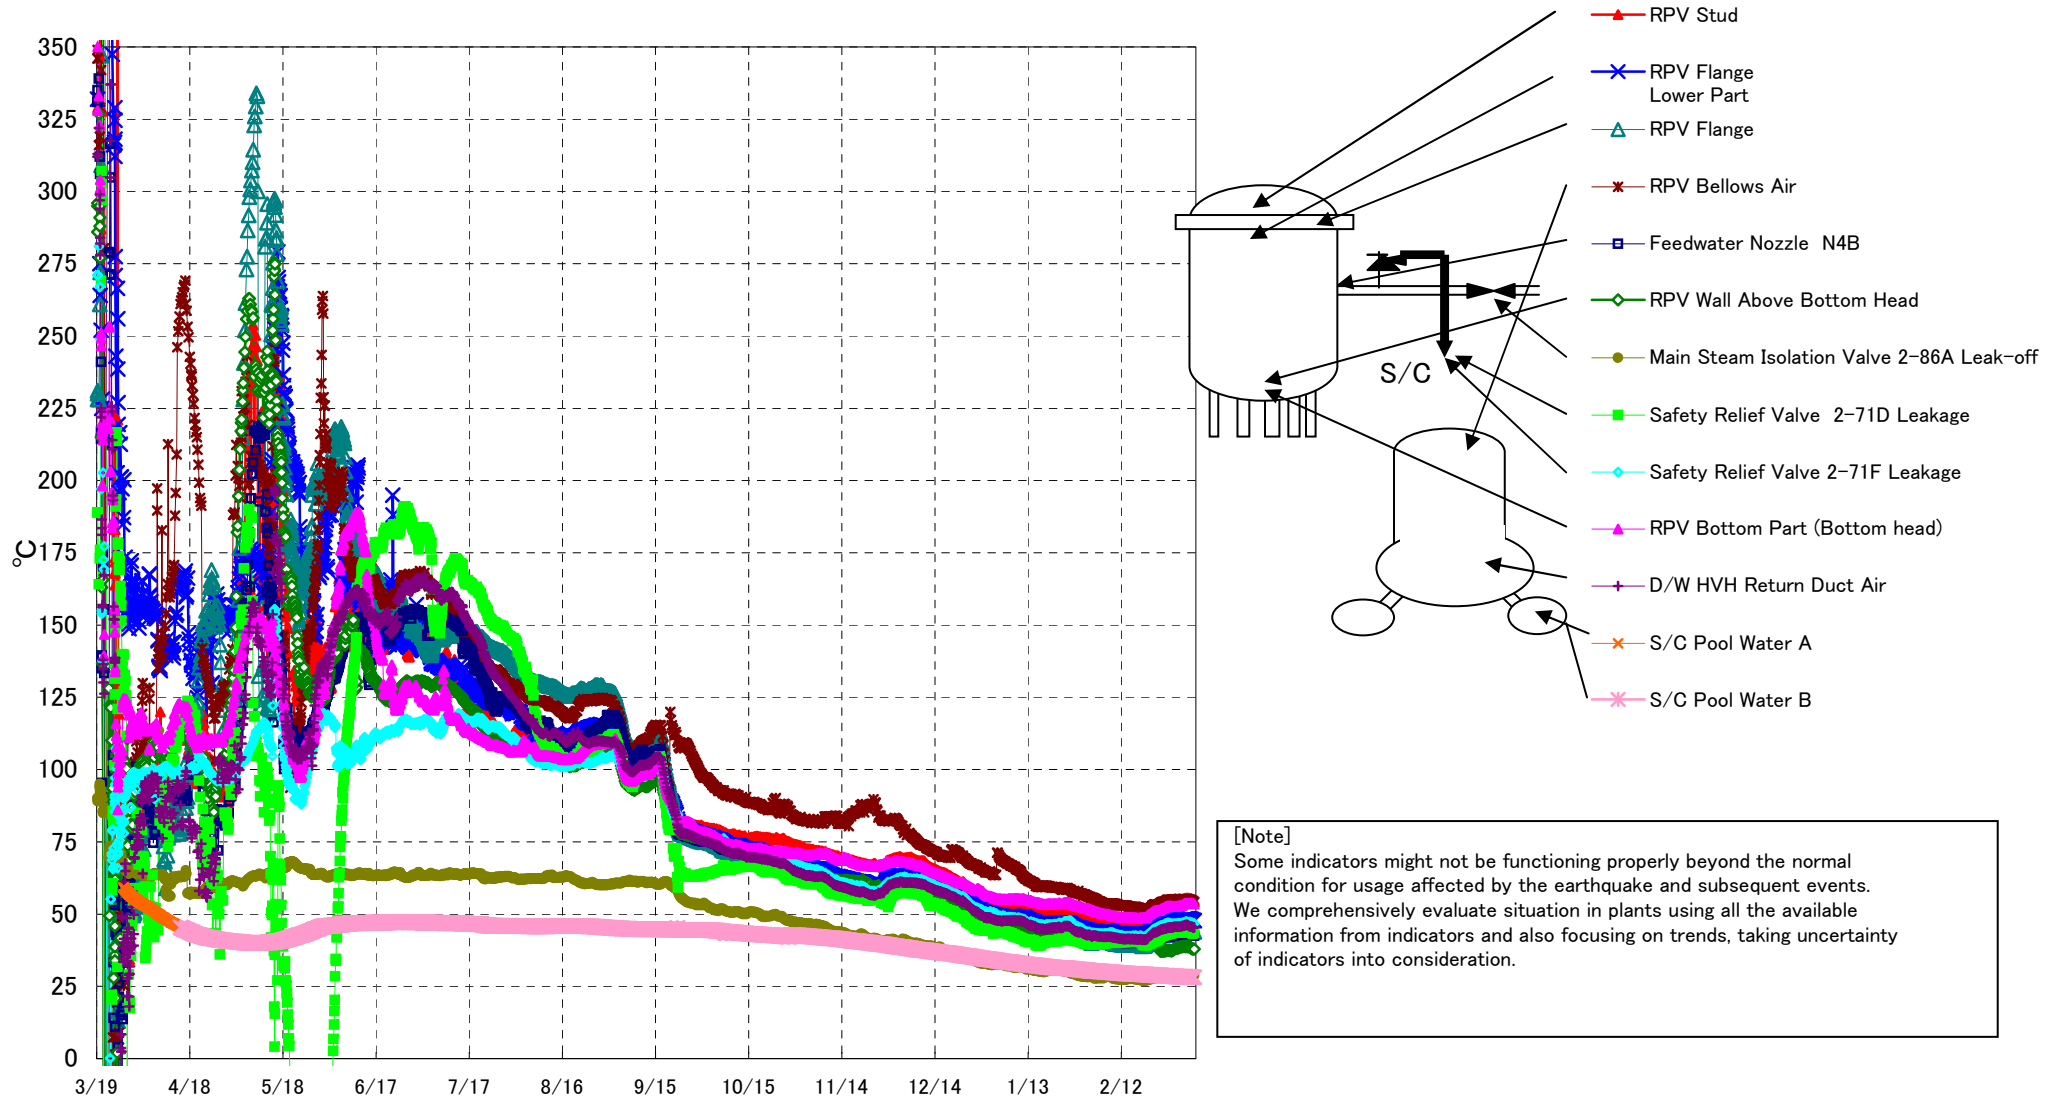 350
325
300
275
250
225
200
175
150
125
100
75
50
25
0
℃
3/19
4/18
5/18
6/17
7/17
8/16
9/15
10/15
11/14
12/14
1/13
2/12
S/C
RPV Stud
RPV Flange
Lower Part
RPV Flange
RPV Bellows Air
Feedwater Nozzle N4B
RPV Wall Above Bottom Head
Main Steam Isolation Valve 2-86A Leak-off
Safety Relief Valve 2-71D Leakage
Safety Relief Valve 2-71F Leakage
RPV Bottom Part (Bottom head)
D/W HVH Return Duct Air
S/C Pool Water A
S/C Pool Water B
[Note]
Some indicators might not be functioning properly beyond the normal
condition for usage affected by the earthquake and subsequent events.
We comprehensively evaluate situation in plants using all the available
information from indicators and also focusing on trends, taking uncertainty
of indicators into consideration.